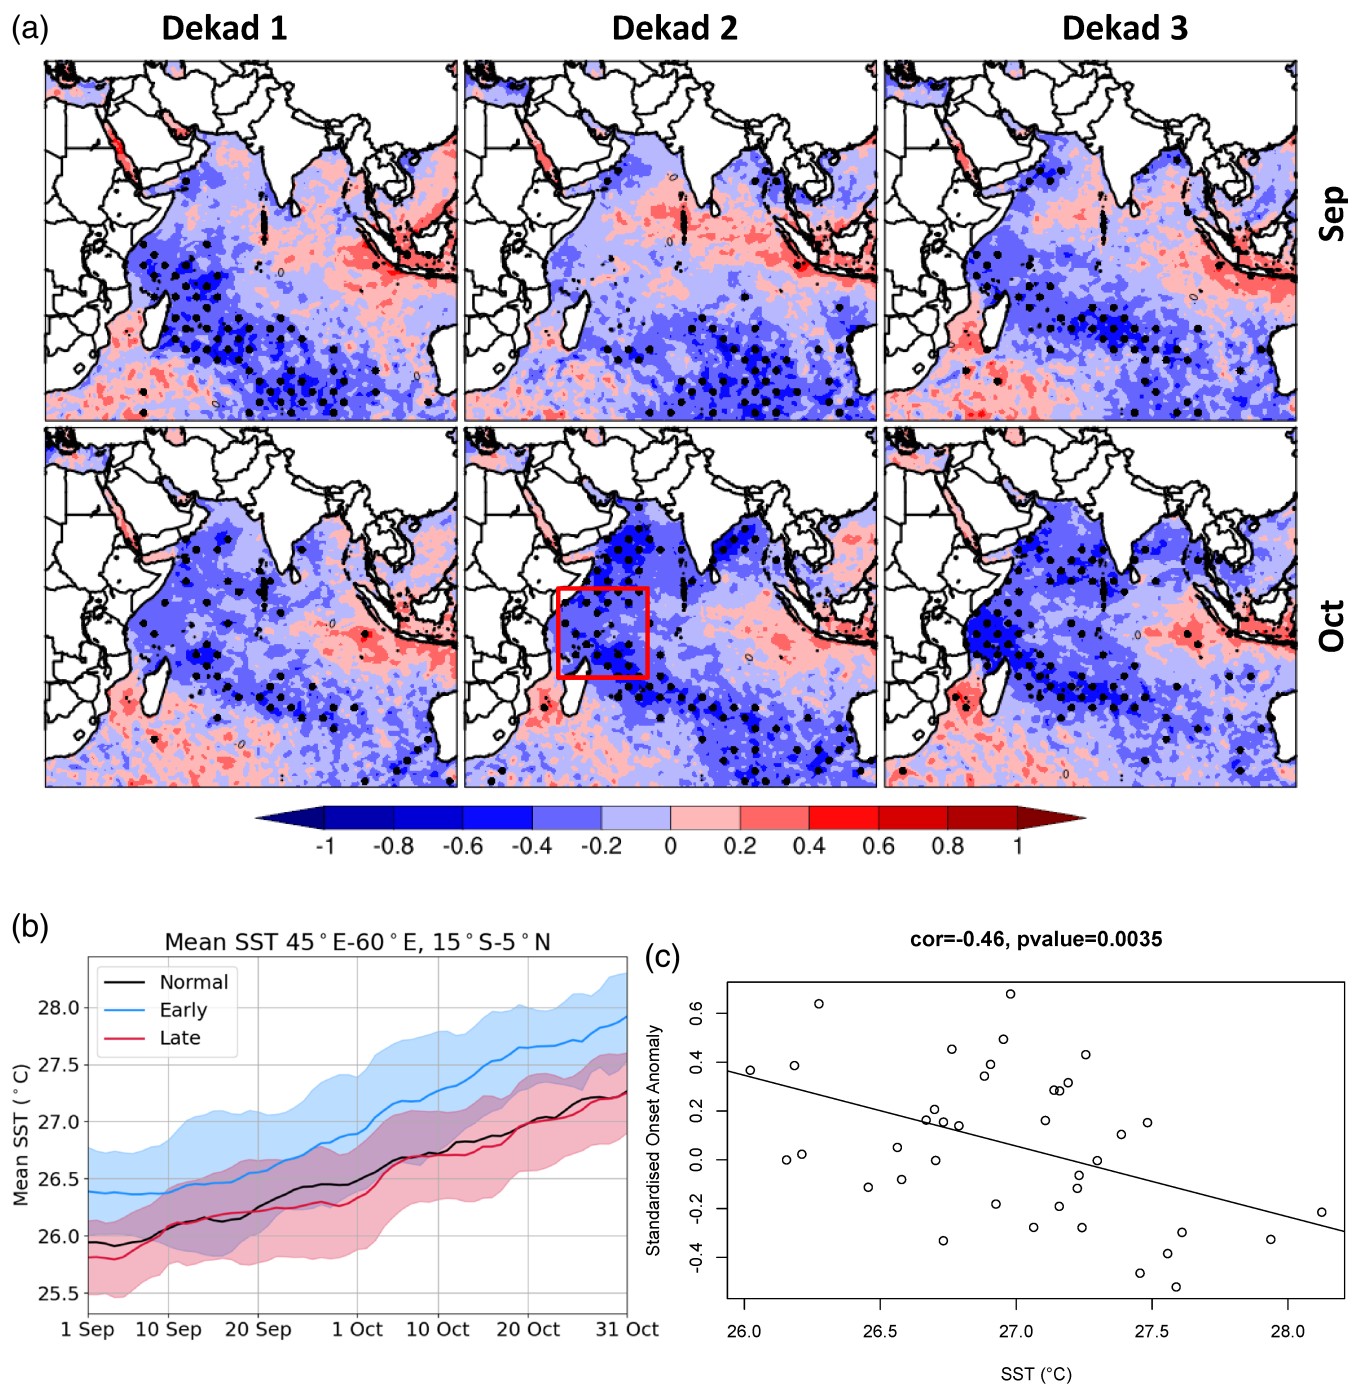 (a)
Dekad 1 Dekad 2 Dekad 3
Sep
Oct
-1 -0.8 -0.6 -0.4 -0.2 0 0.2 0.4 0.6 0.8 1
(b)
Mean SST 45°E-60°E, 15°S-5°N
Normal
Early
Late
Mean SST (°C)
28.0
27.5
27.0
26.5
26.0
25.5
1 Sep 10 Sep 20 Sep 1 Oct 10 Oct 20 Oct 31 Oct
(c)
cor=-0.46, pvalue=0.0035
Standardised Onset Anomaly
0.6
0.4
0.2
0.0
-0.2
-0.4
26.0 26.5 27.0 27.5 28.0
SST (°C)